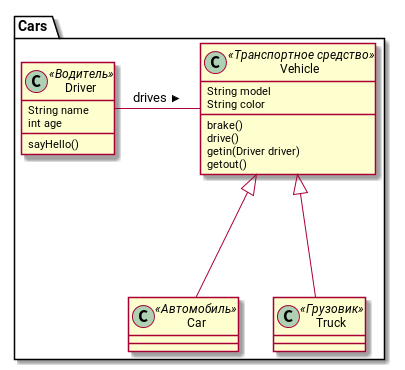 Cars
C «Водитель»
Driver
String name
int age
sayHello()
drives ►
C «Транспортное средство»
Vehicle
String model
String color
brake()
drive()
getin(Driver driver)
getout()
C «Автомобиль»
Car
C «Грузовик»
Truck